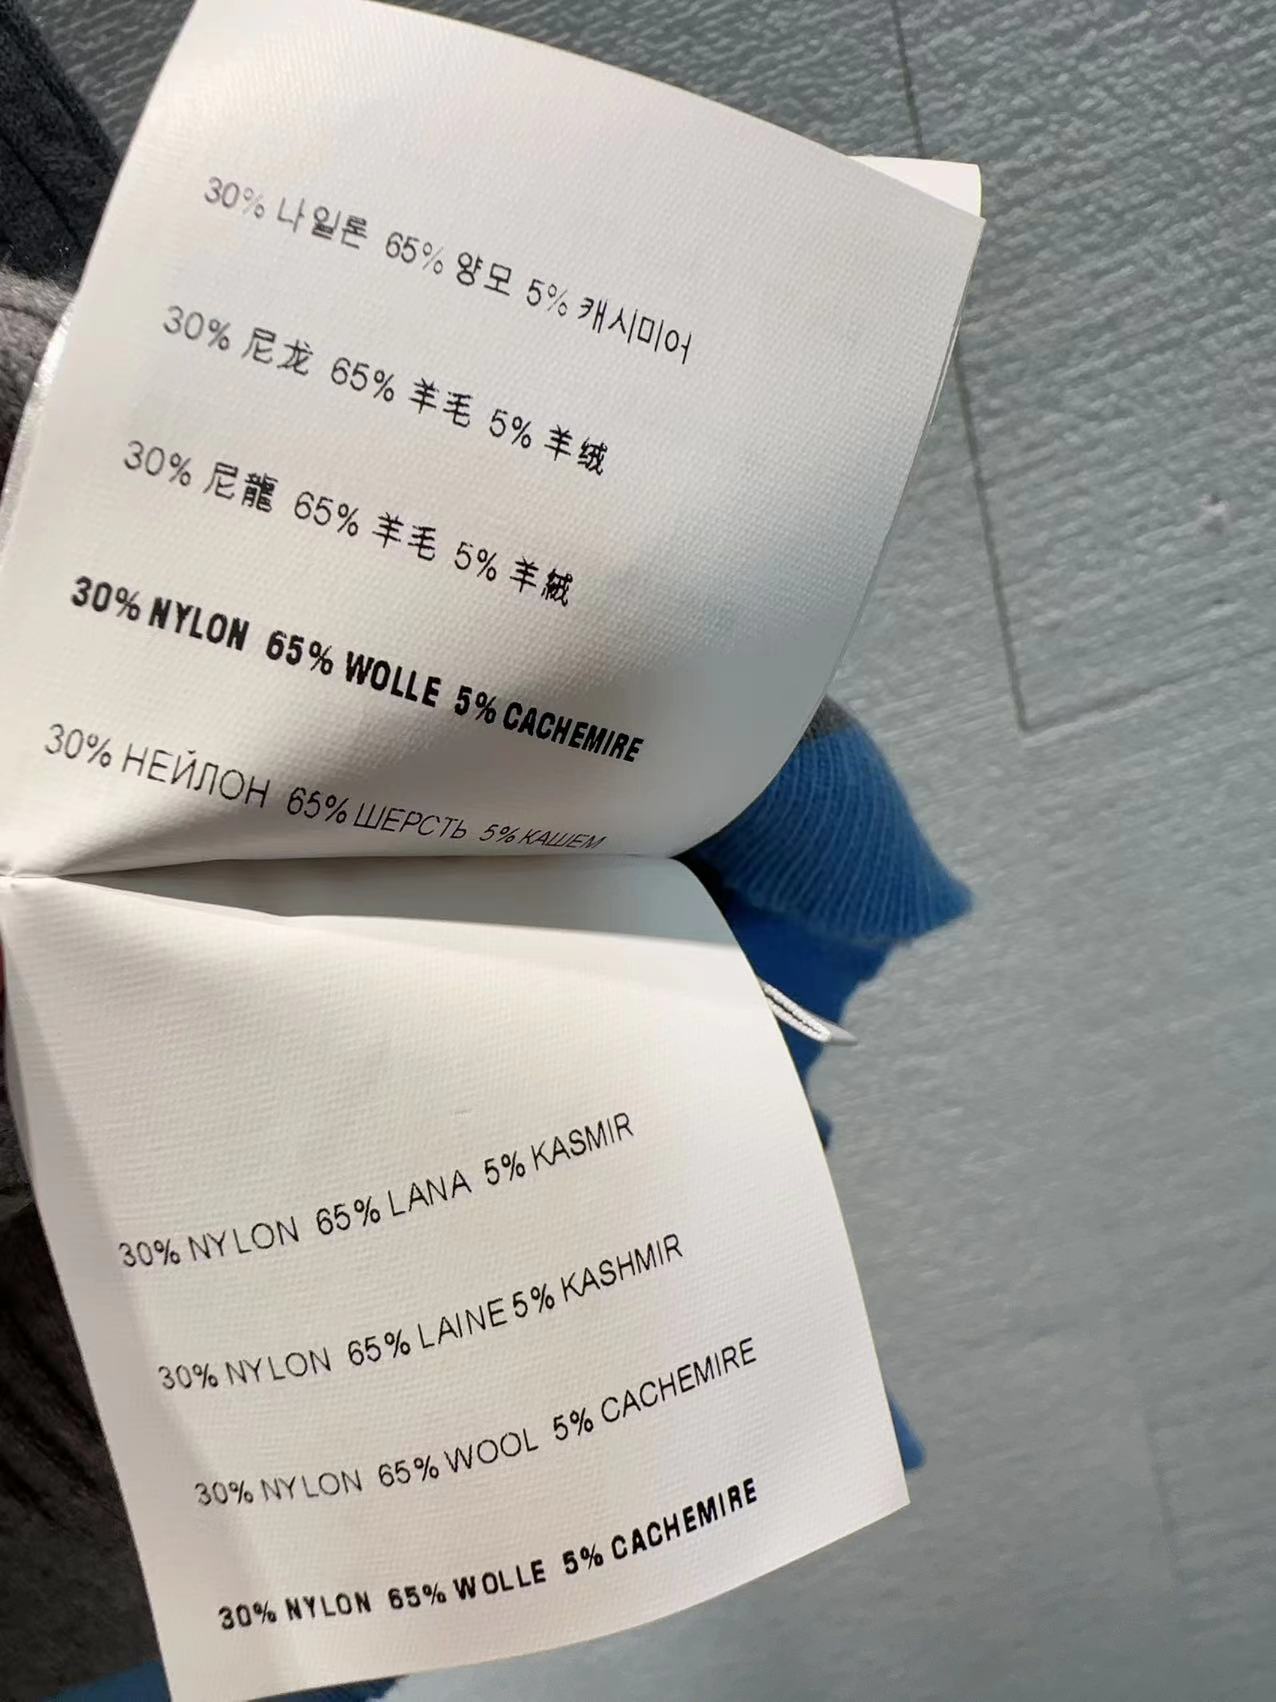 30% 나일론 65% 양모 5% 캐시미어
30% 尼龙 65% 羊毛 5% 羊绒
30% 尼龍 65% 羊毛 5% 羊絨
30% NYLON 65% WOLLE 5% CACHEMIRE
30% НЕЙЛОН 65% ШЕРСТЬ 5% КАШЕМ
30% NYLON 65% LANA 5% KASMIR
30% NYLON 65% LAINE 5% KASHMIR
30% NYLON 65% WOOL 5% CACHEMIRE
30% NYLON 65% WOLLE 5% CACHEMIRE